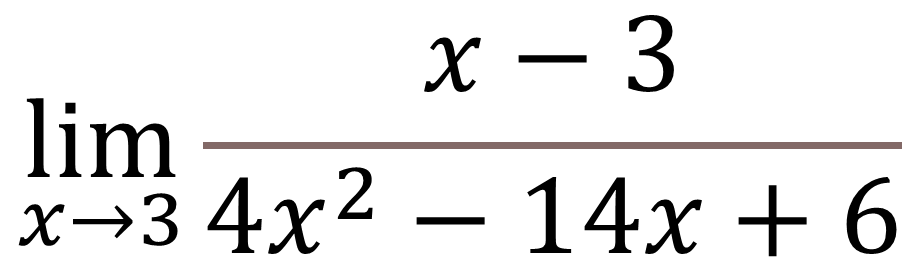 lim x→3 (x − 3)/(4x² − 14x + 6)